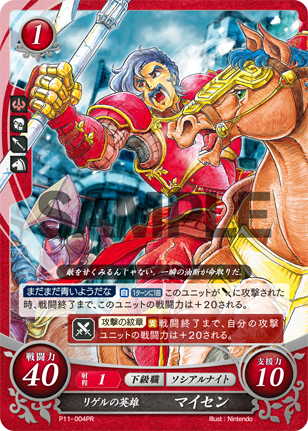 1
SAMPLE
敵を甘くみるんじゃない。一瞬の油断が命取りだ。
まだまだ青いようだな 自 1ターンに1回 このユニットがに攻撃された
時、戦闘終了まで、このユニットの戦闘力は+20される。
攻撃の紋章 攻 支 戦闘終了まで、自分の攻撃
ユニットの戦闘力は+20される。
戦闘力
40
射程 1 下級職 ソシアルナイト
支援力
10
リゲルの英雄 マイセン
P11-004PR
Illust:Nintendo